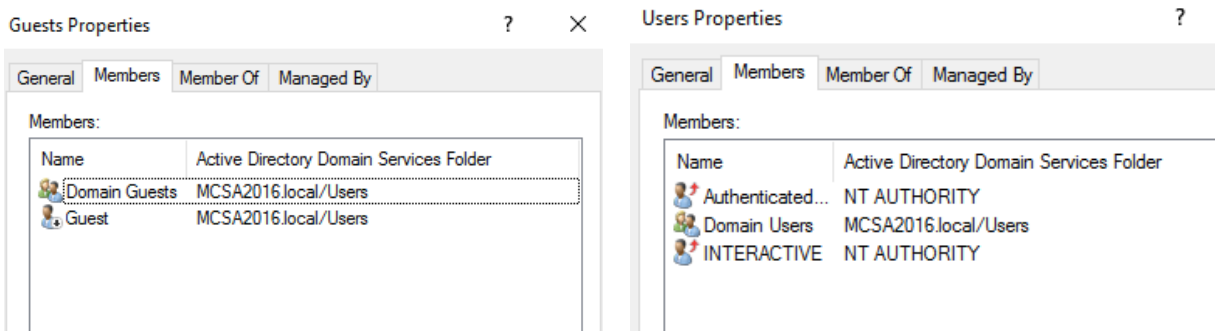 Guests Properties ?
General Members Member Of Managed By
Members:
Name Active Directory Domain Services Folder
Domain Guests MCSA2016.local/Users
Guest MCSA2016.local/Users
Users Properties ?
General Members Member Of Managed By
Members:
Name Active Directory Domain Services Folder
Authenticated... NT AUTHORITY
Domain Users MCSA2016.local/Users
INTERACTIVE NT AUTHORITY